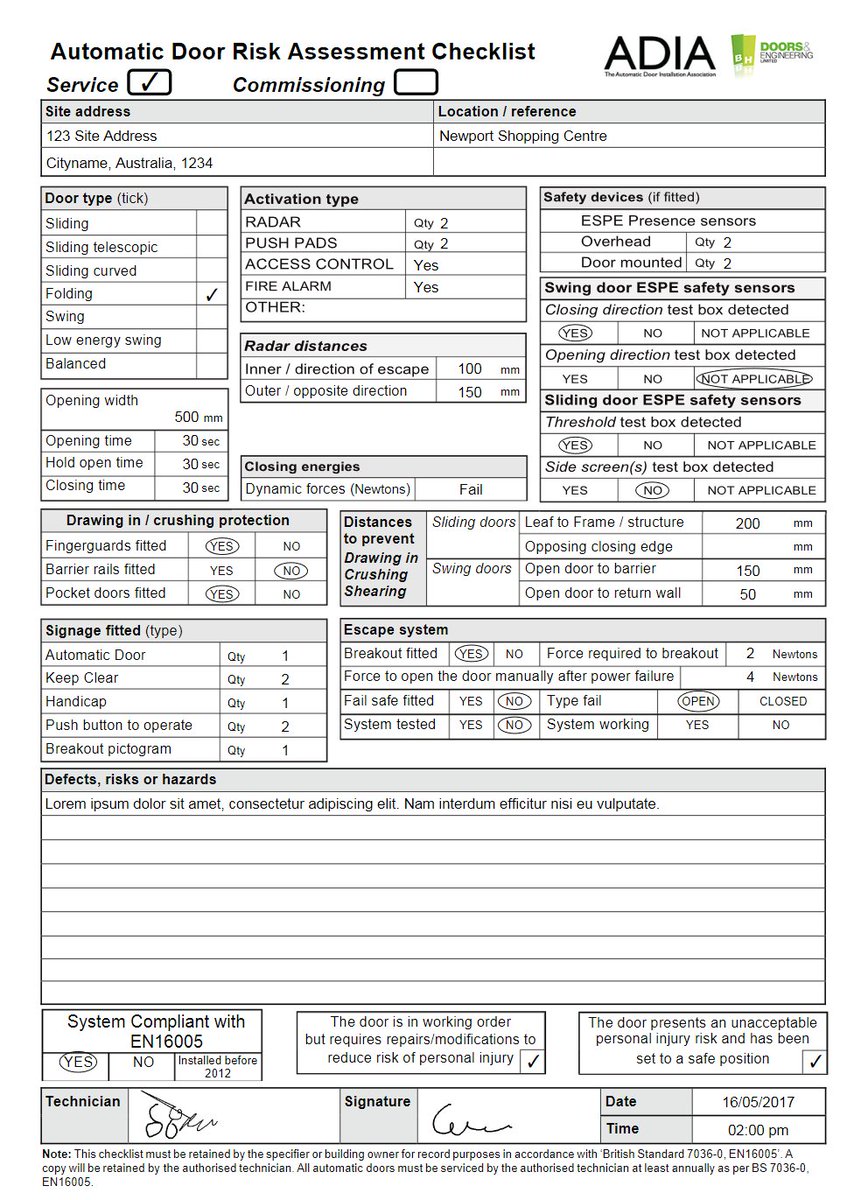 Automatic Door Risk Assessment Checklist
ADIA
The Automatic Door Installation Association
BH
DOORS&
ENGINEERING
LIMITED
Service ✓ Commissioning
Site address Location / reference
123 Site Address Newport Shopping Centre
Cityname, Australia, 1234
Door type (tick)
Sliding
Sliding telescopic
Sliding curved
Folding ✓
Swing
Low energy swing
Balanced
Opening width
500 mm
Opening time 30 sec
Hold open time 30 sec
Closing time 30 sec
Activation type
RADAR Qty 2
PUSH PADS Qty 2
ACCESS CONTROL Yes
FIRE ALARM Yes
OTHER:
Radar distances
Inner / direction of escape 100 mm
Outer / opposite direction 150 mm
Closing energies
Dynamic forces (Newtons) Fail
Safety devices (if fitted)
ESPE Presence sensors
Overhead Qty 2
Door mounted Qty 2
Swing door ESPE safety sensors
Closing direction test box detected
YES NO NOT APPLICABLE
Opening direction test box detected
YES NO NOT APPLICABLE
Sliding door ESPE safety sensors
Threshold test box detected
YES NO NOT APPLICABLE
Side screen(s) test box detected
YES NO NOT APPLICABLE
Drawing in / crushing protection
Fingerguards fitted YES NO
Barrier rails fitted YES NO
Pocket doors fitted YES NO
Distances
to prevent
Drawing in
Crushing
Shearing
Sliding doors Leaf to Frame / structure 200 mm
Opposing closing edge mm
Swing doors Open door to barrier 150 mm
Open door to return wall 50 mm
Signage fitted (type)
Automatic Door Qty 1
Keep Clear Qty 2
Handicap Qty 1
Push button to operate Qty 2
Breakout pictogram Qty 1
Escape system
Breakout fitted YES NO Force required to breakout 2 Newtons
Force to open the door manually after power failure 4 Newtons
Fail safe fitted YES NO Type fail OPEN CLOSED
System tested YES NO System working YES NO
Defects, risks or hazards
Lorem ipsum dolor sit amet, consectetur adipiscing elit. Nam interdum efficitur nisi eu vulputate.
System Compliant with
EN16005
YES NO Installed before
2012
The door is in working order
but requires repairs/modifications to
reduce risk of personal injury ✓
The door presents an unacceptable
personal injury risk and has been
set to a safe position ✓
Technician Signature Date 16/05/2017
Time 02:00 pm
Note: This checklist must be retained by the specifier or building owner for record purposes in accordance with ‘British Standard 7036-0, EN16005’. A
copy will be retained by the authorised technician. All automatic doors must be serviced by the authorised technician at least annually as per BS 7036-0,
EN16005.